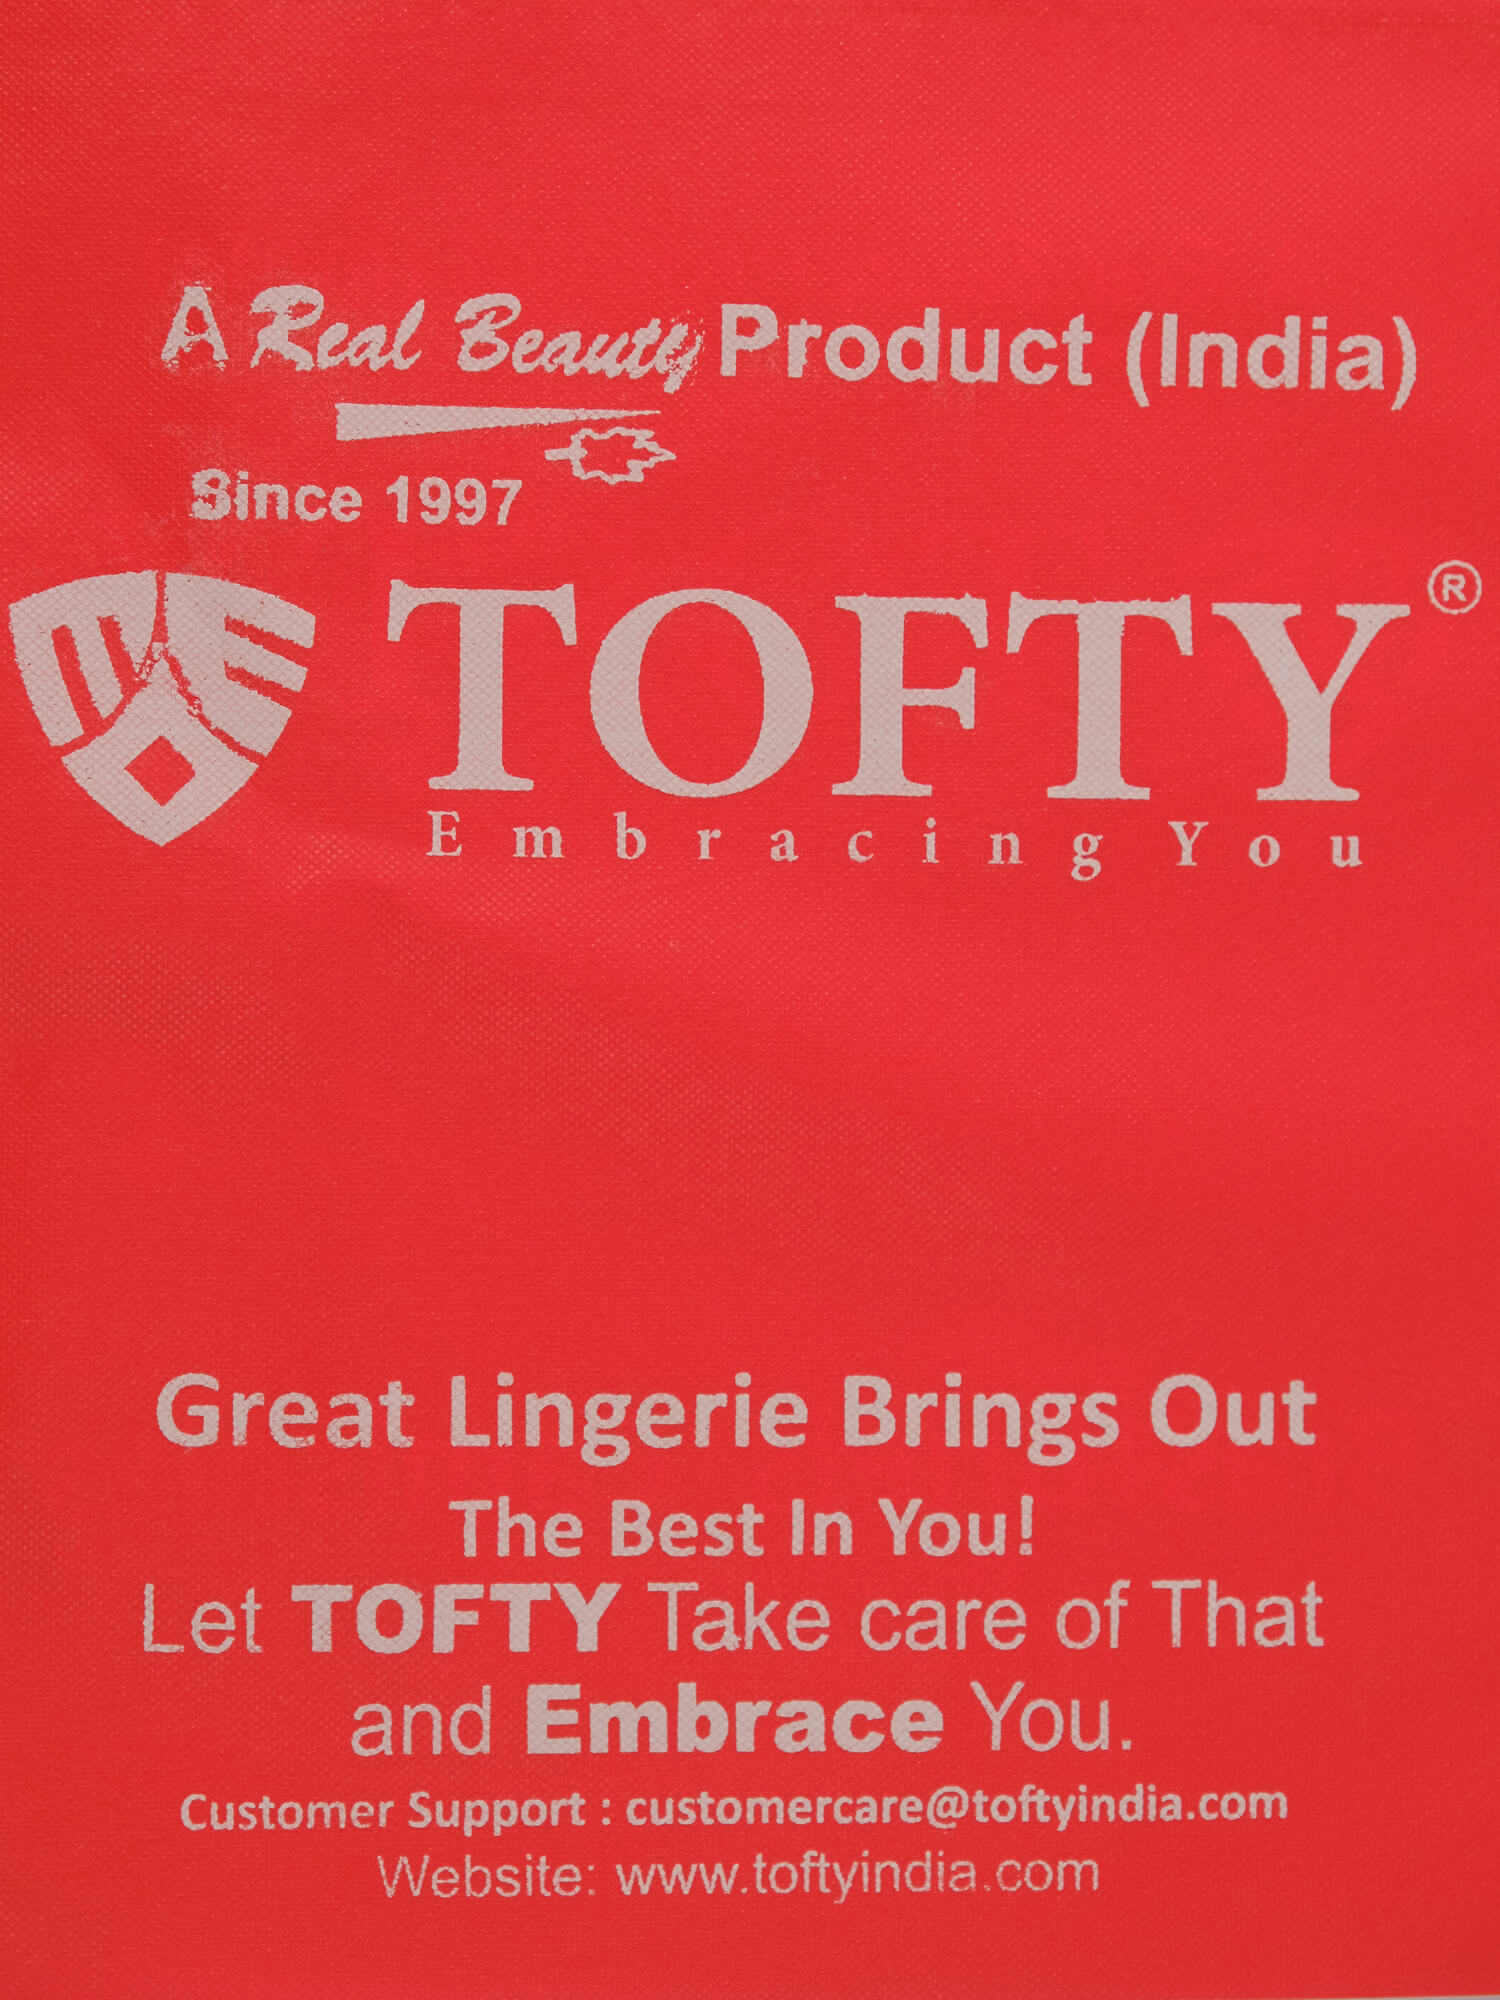 A Real Beauty Product (India)
Since 1997
TOFTY®
Embracing You
Great Lingerie Brings Out
The Best In You!
Let TOFTY Take care of That
and Embrace You.
Customer Support : customercare@toftyindia.com
Website: www.toftyindia.com